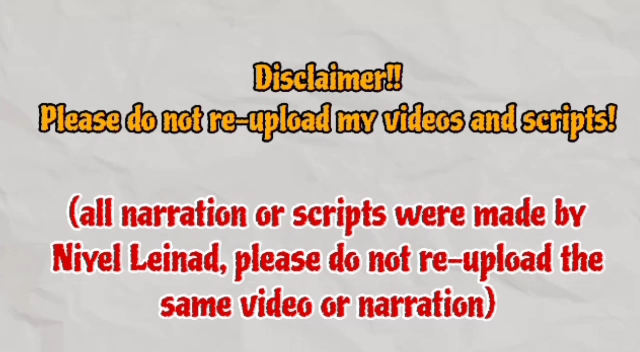 Disclaimer!!
Please do not re-upload my videos and scripts!
(all narration or scripts were made by
Nivel Leinad, please do not re-upload the
same video or narration)